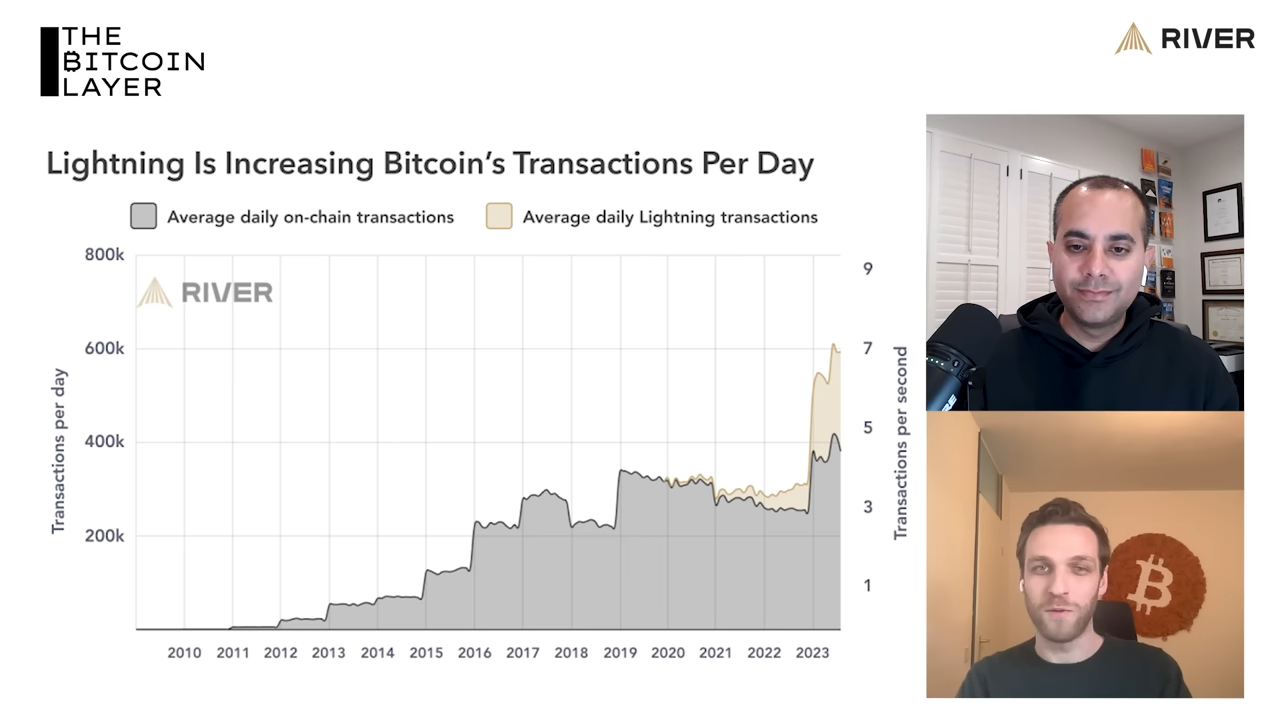 THE
BITCOIN
LAYER
RIVER
Lightning Is Increasing Bitcoin's Transactions Per Day
Average daily on-chain transactions
Average daily Lightning transactions
800k
600k
400k
200k
Transactions per day
RIVER
9
7
5
3
1
Transactions per second
2010 2011 2012 2013 2014 2015 2016 2017 2018 2019 2020 2021 2022 2023